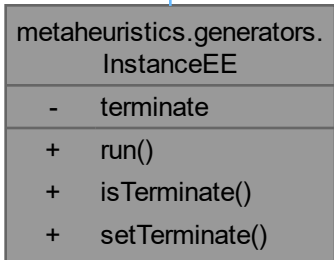 metaheuristics.generators.
InstanceEE
- terminate
+ run()
+ isTerminate()
+ setTerminate()